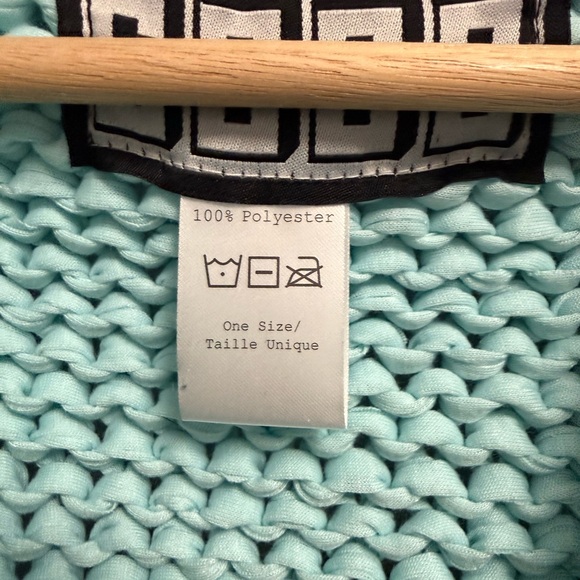 100% Polyester
One Size/
Taille Unique